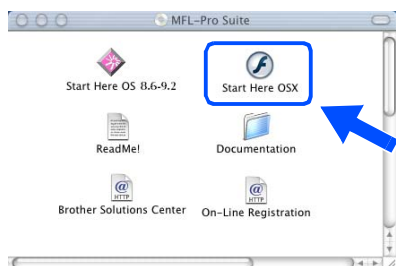 MFL-Pro Suite
Start Here OS 8.6-9.2
Start Here OSX
ReadMe!
Documentation
@
HTTP
@
HTTP
Brother Solutions Center
On-Line Registration